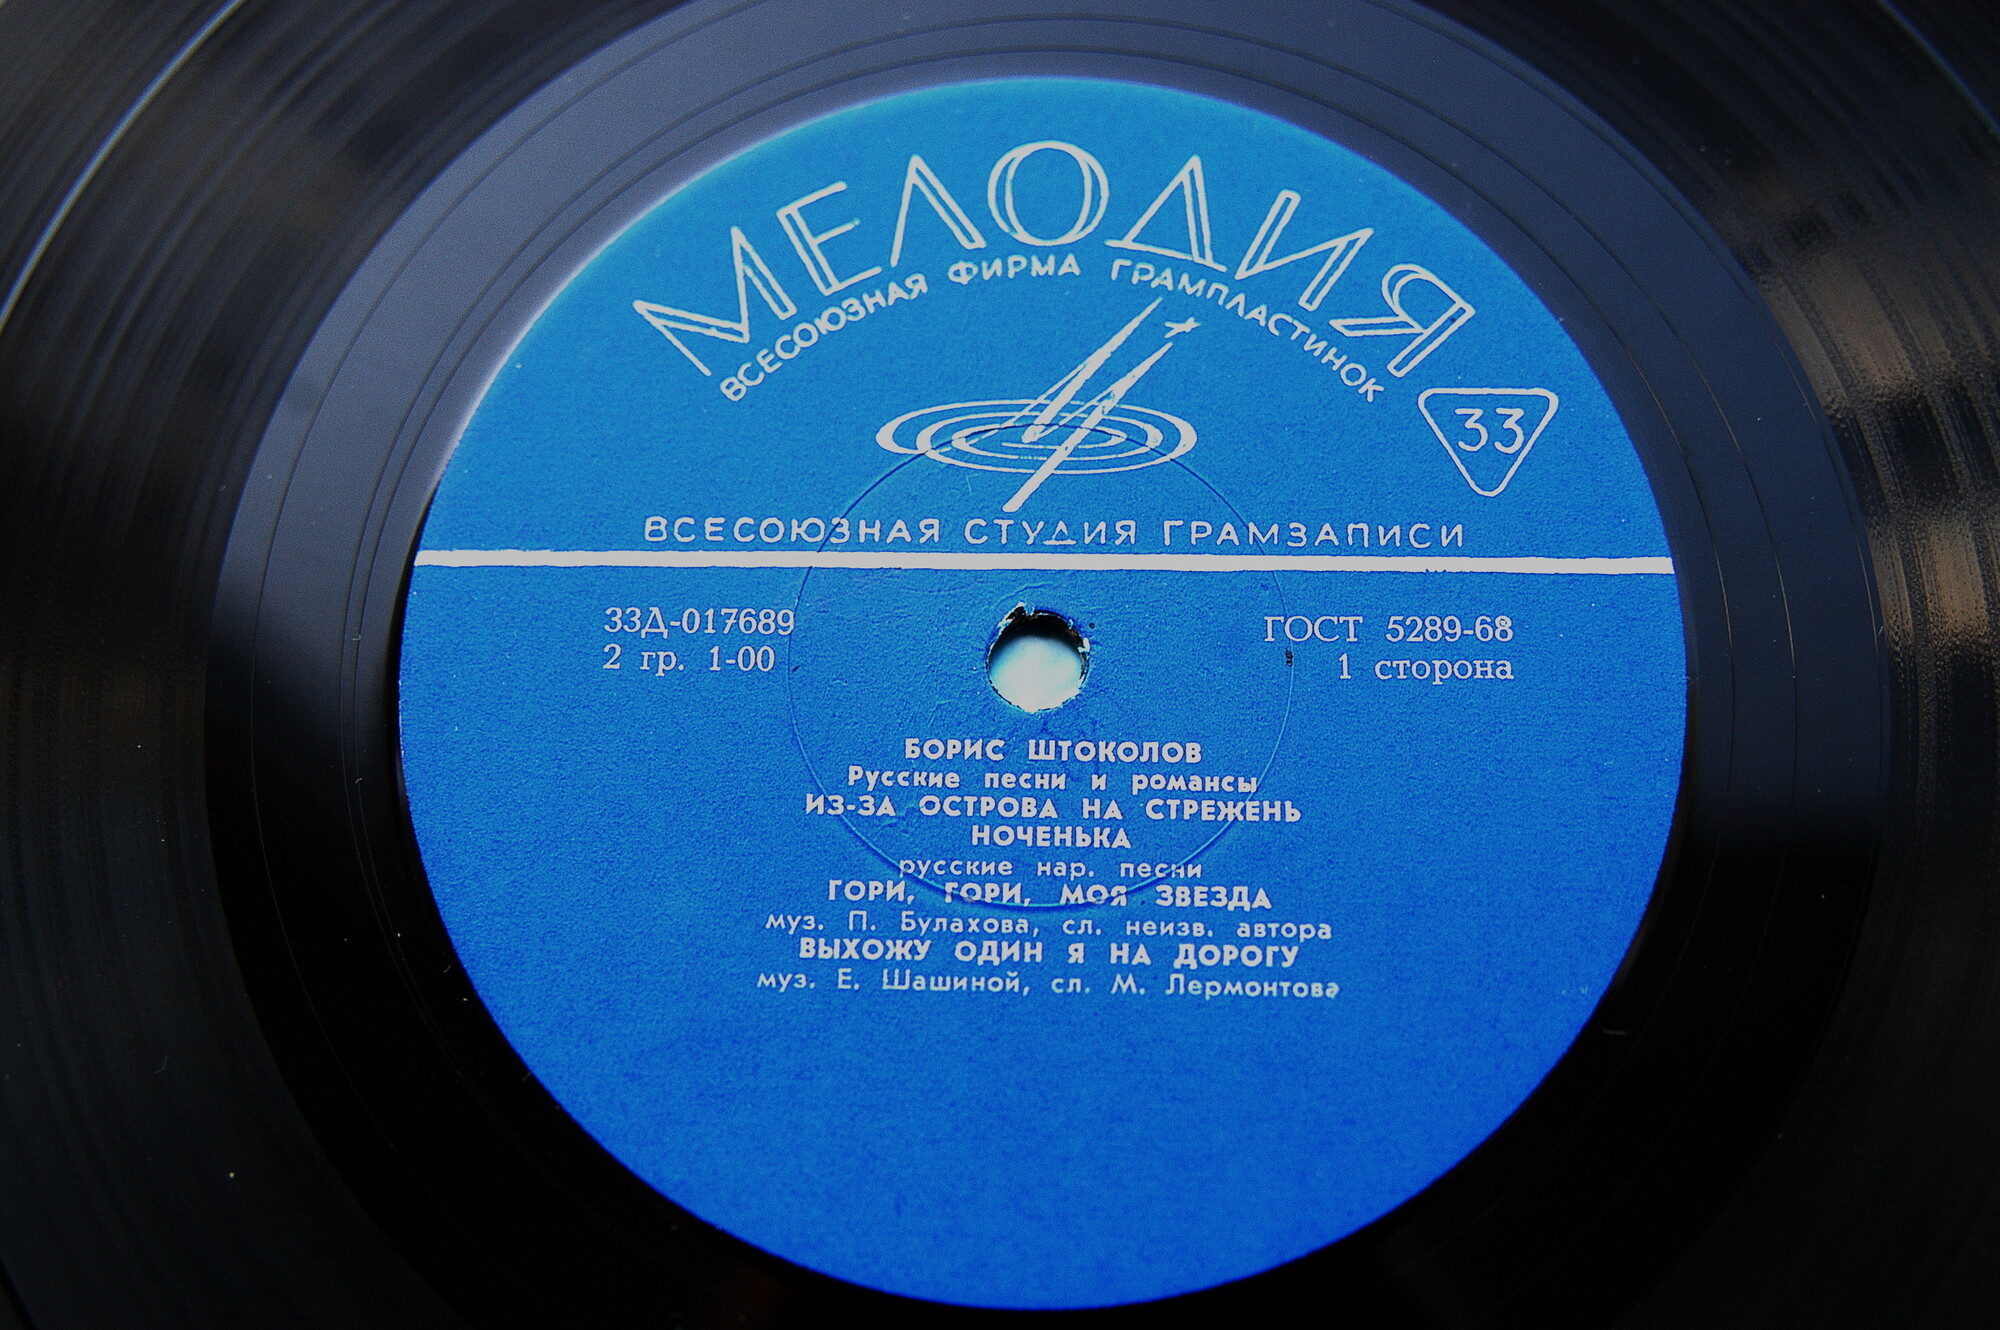 МЕЛОДИЯ
ВСЕСОЮЗНАЯ ФИРМА ГРАМПЛАСТИНОК
33
ВСЕСОЮЗНАЯ СТУДИЯ ГРАМЗАПИСИ
33Д-017689
2 гр. 1-00
ГОСТ 5289-68
1 сторона
БОРИС ШТОКОЛОВ
Русские песни и романсы
ИЗ-ЗА ОСТРОВА НА СТРЕЖЕНЬ
НОЧЕНЬКА
русские нар. песни
ГОРИ, ГОРИ, МОЯ ЗВЕЗДА
муз. П. Булахова, сл. неизв. автора
ВЫХОЖУ ОДИН Я НА ДОРОГУ
муз. Е. Шашиной, сл. М. Лермонтова